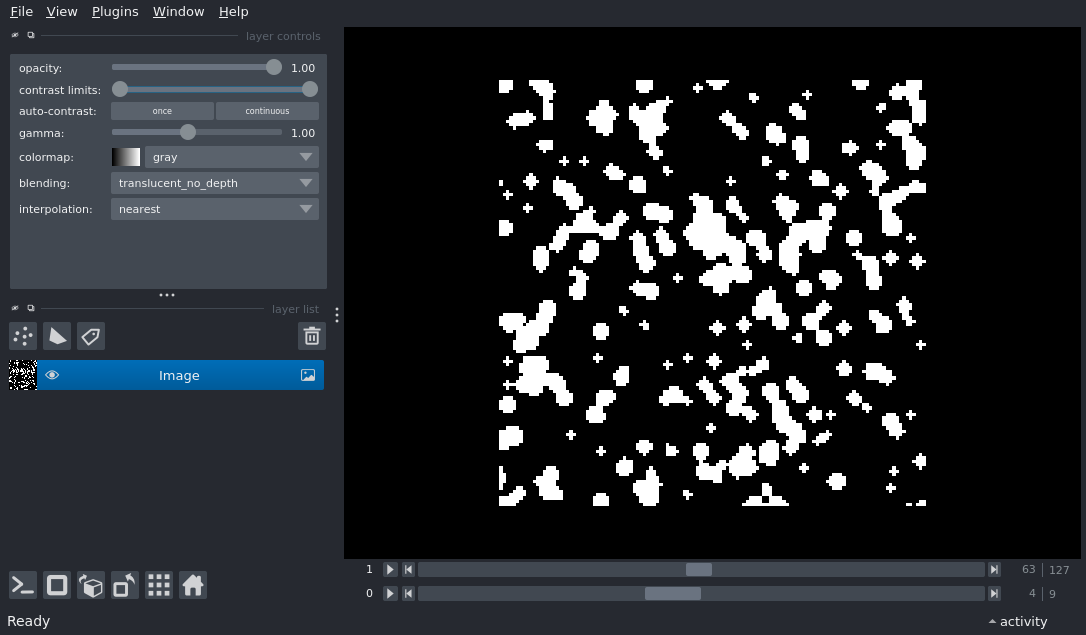 File View Plugins Window Help
layer controls
opacity: 1.00
contrast limits:
auto-contrast: once continuous
gamma: 1.00
colormap: gray
blending: translucent_no_depth
interpolation: nearest
layer list
Image
1 63 127
0 4 9
Ready activity